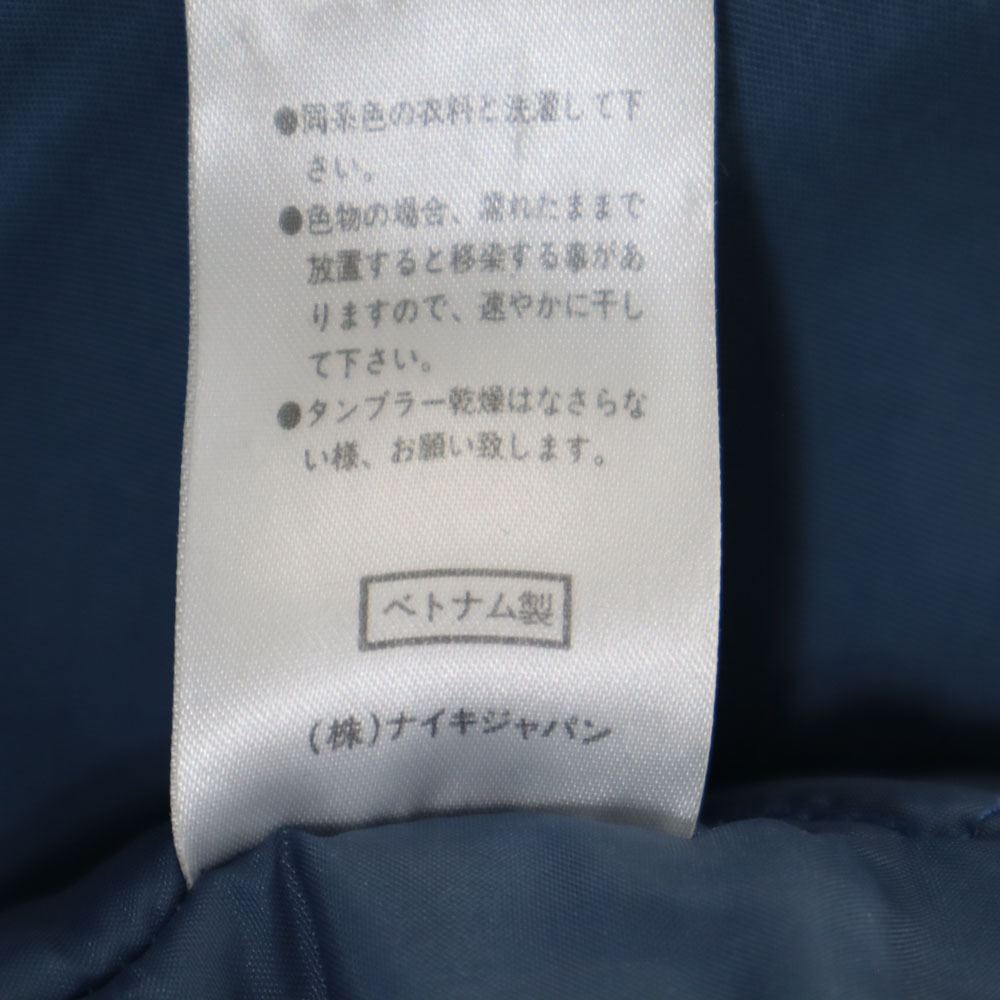 ●同系色の衣料と洗濯して下
さい。
●色物の場合、濡れたままで
放置すると移染する事があ
りますので、速やかに干し
て下さい。
●タンブラー乾燥はなさらな
い様、お願い致します。
ベトナム製
(株)ナイキジャパン